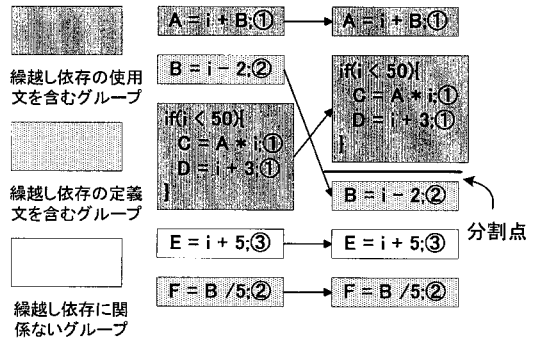 繰越し依存の使用
文を含むグループ
繰越し依存の定義
文を含むグループ
繰越し依存に関
係ないグループ
A = i + B;①
B = i - 2;②
if(i < 50){
C = A * i;①
D = i + 3;①
}
E = i + 5;③
F = B /5;②
A = i + B;①
if(i < 50){
C = A * i;①
D = i + 3;①
}
B = i - 2;②
E = i + 5;③
F = B /5;②
分割点